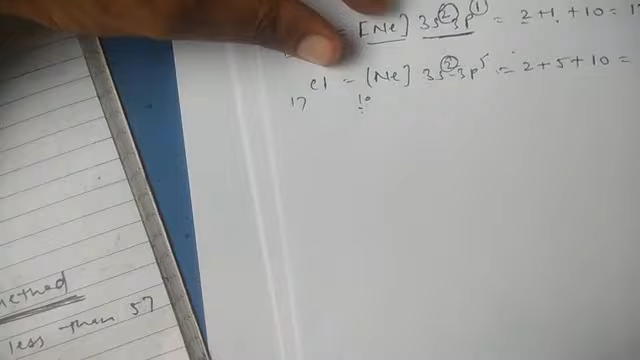 = [Ne] 3s² 3p¹ = 2+1+10 = 1
17 Cl = [Ne] 3s² 3p⁵ = 2+5+10 =
10
method
less than 57